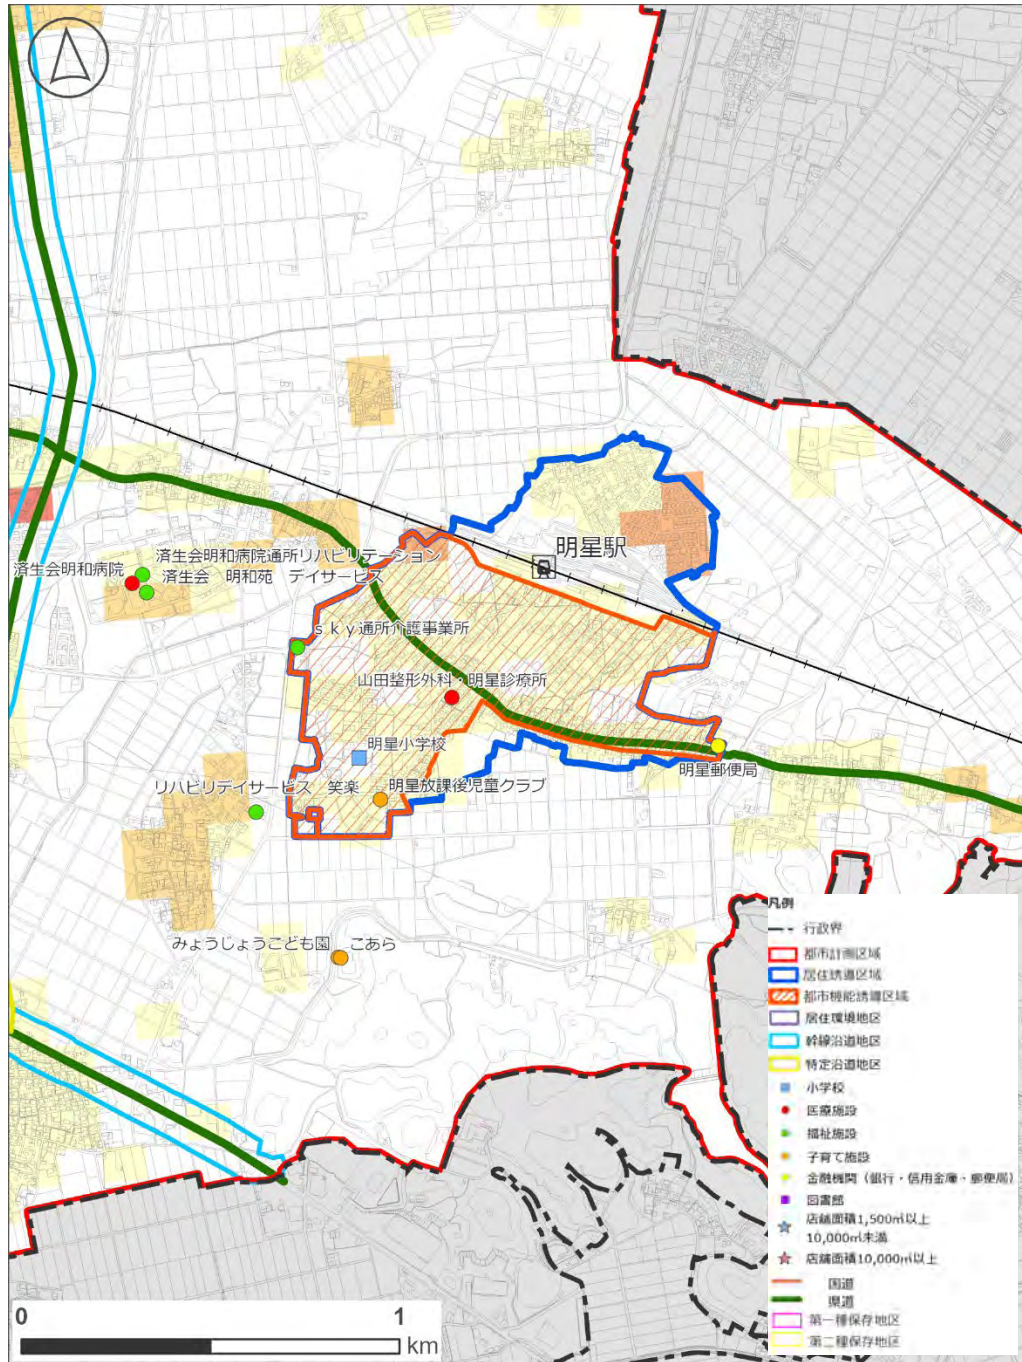 明星駅
済生会明和病院通所リハビリテーション
済生会明和病院
済生会 明和苑 デイサービス
sky通所介護事業所
山田整形外科・明星診療所
明星小学校
明星郵便局
リハビリデイサービス 笑楽
明星放課後児童クラブ
みょうじょうこども園 こあら
凡例
行政界
都市計画区域
居住誘導区域
都市機能誘導区域
居住環境地区
幹線沿道地区
特定沿道地区
小学校
医療施設
福祉施設
子育て施設
金融機関（銀行・信用金庫・郵便局）
図書館
店舗面積1,500㎡以上
10,000㎡未満
店舗面積10,000㎡以上
国道
県道
第一種保存地区
第二種保存地区
0 1
km